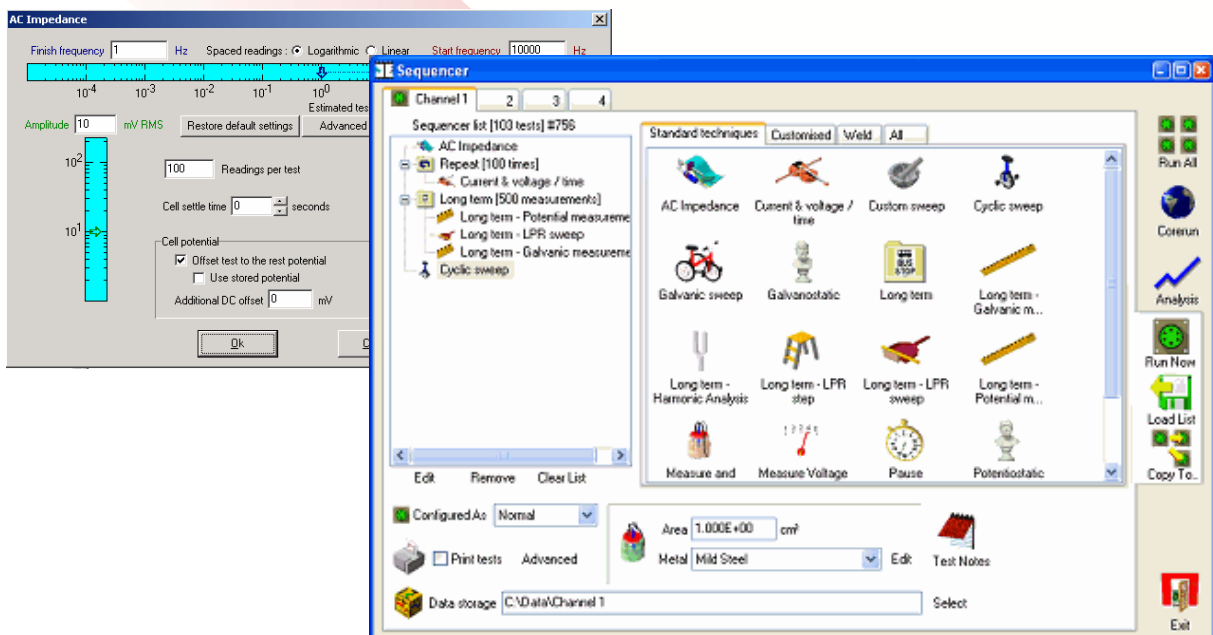 AC Impedance
Finish frequency 1 Hz Spaced readings : Logarithmic Linear Start frequency 10000 Hz
10-4 10-3 10-2 10-1 100
Estimated tes
Amplitude 10 mV RMS Restore default settings Advanced
102
101
100 Readings per test
Cell settle time 0 seconds
Cell potential
Offset test to the rest potential
Use stored potential
Additional DC offset 0 mV
Ok
Sequencer
Channel 1 2 3 4
Sequencer list [103 tests] #756
AC Impedance
Repeat [100 times]
Current & voltage / time
Long term [500 measurements]
Long term - Potential measureme
Long term - LPR sweep
Long term - Galvanic measureme
Cyclic sweep
Edit Remove Clear List
Standard techniques Customised Weld All
AC Impedance Current & voltage / time Custom sweep Cyclic sweep
Galvanic sweep Galvanostatic BUS STOP Long term Long term - Galvanic m...
Long term - Harmonic Analysis Long term - LPR step Long term - LPR sweep Long term - Potential m...
Measure and Measure Voltage Pause Potentiostatic
Run All
Corerun
Analysis
Run Now
Load List
Copy To..
Configured As Normal
Print tests Advanced
Area 1.000E+00 cm²
Metal Mild Steel Edit Test Notes
Data storage C:\Data\Channel 1 Select
Exit